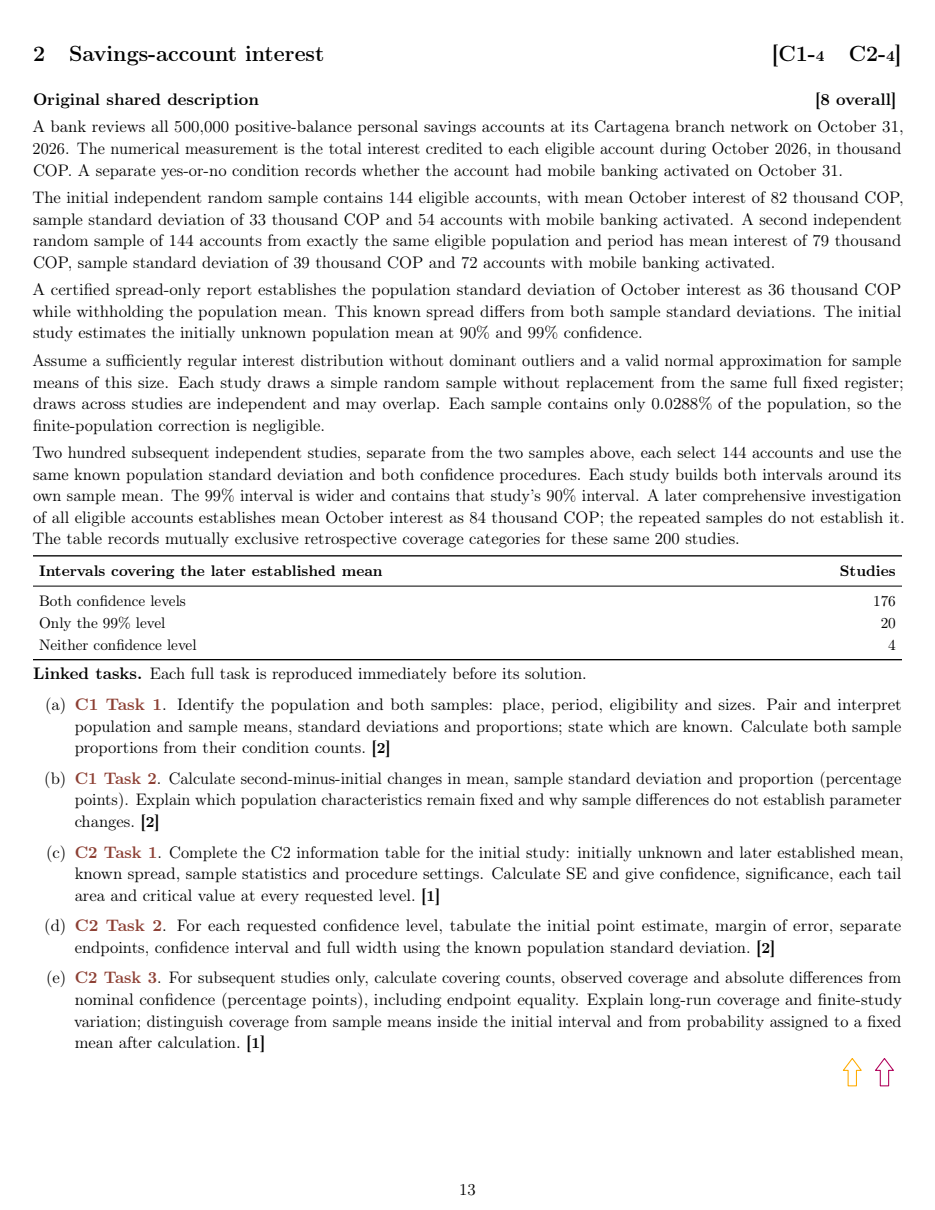 2 Savings-account interest [C1-4 C2-4]
Original shared description [8 overall]
A bank reviews all 500,000 positive-balance personal savings accounts at its Cartagena branch network on October 31,
2026. The numerical measurement is the total interest credited to each eligible account during October 2026, in thousand
COP. A separate yes-or-no condition records whether the account had mobile banking activated on October 31.
The initial independent random sample contains 144 eligible accounts, with mean October interest of 82 thousand COP,
sample standard deviation of 33 thousand COP and 54 accounts with mobile banking activated. A second independent
random sample of 144 accounts from exactly the same eligible population and period has mean interest of 79 thousand
COP, sample standard deviation of 39 thousand COP and 72 accounts with mobile banking activated.
A certified spread-only report establishes the population standard deviation of October interest as 36 thousand COP
while withholding the population mean. This known spread differs from both sample standard deviations. The initial
study estimates the initially unknown population mean at 90% and 99% confidence.
Assume a sufficiently regular interest distribution without dominant outliers and a valid normal approximation for sample
means of this size. Each study draws a simple random sample without replacement from the same full fixed register;
draws across studies are independent and may overlap. Each sample contains only 0.0288% of the population, so the
finite-population correction is negligible.
Two hundred subsequent independent studies, separate from the two samples above, each select 144 accounts and use the
same known population standard deviation and both confidence procedures. Each study builds both intervals around its
own sample mean. The 99% interval is wider and contains that study's 90% interval. A later comprehensive investigation
of all eligible accounts establishes mean October interest as 84 thousand COP; the repeated samples do not establish it.
The table records mutually exclusive retrospective coverage categories for these same 200 studies.
Intervals covering the later established mean Studies
Both confidence levels 176
Only the 99% level 20
Neither confidence level 4
Linked tasks. Each full task is reproduced immediately before its solution.
(a) C1 Task 1. Identify the population and both samples: place, period, eligibility and sizes. Pair and interpret
population and sample means, standard deviations and proportions; state which are known. Calculate both sample
proportions from their condition counts. [2]
(b) C1 Task 2. Calculate second-minus-initial changes in mean, sample standard deviation and proportion (percentage
points). Explain which population characteristics remain fixed and why sample differences do not establish parameter
changes. [2]
(c) C2 Task 1. Complete the C2 information table for the initial study: initially unknown and later established mean,
known spread, sample statistics and procedure settings. Calculate SE and give confidence, significance, each tail
area and critical value at every requested level. [1]
(d) C2 Task 2. For each requested confidence level, tabulate the initial point estimate, margin of error, separate
endpoints, confidence interval and full width using the known population standard deviation. [2]
(e) C2 Task 3. For subsequent studies only, calculate covering counts, observed coverage and absolute differences from
nominal confidence (percentage points), including endpoint equality. Explain long-run coverage and finite-study
variation; distinguish coverage from sample means inside the initial interval and from probability assigned to a fixed
mean after calculation. [1]
13